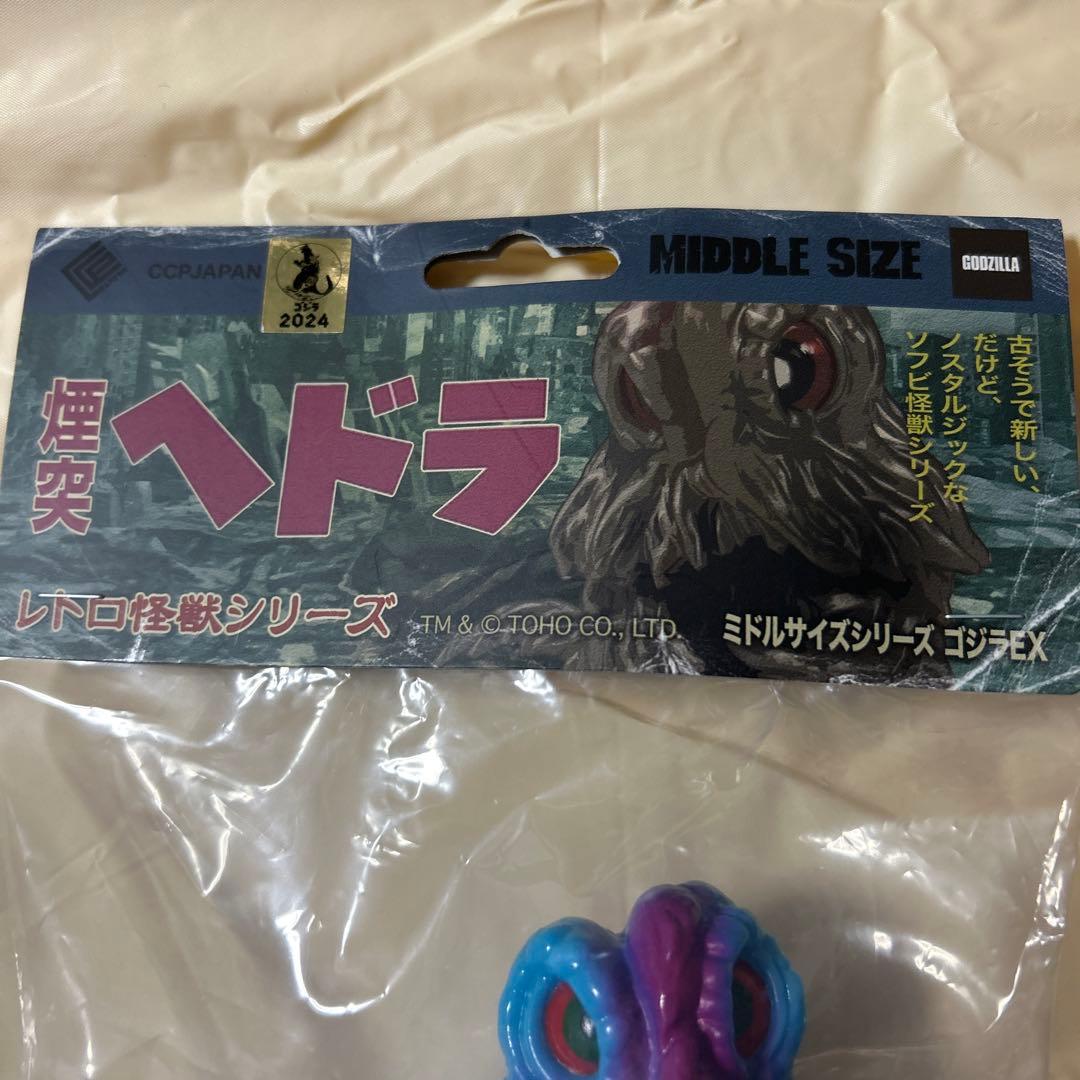 CCPJAPAN
ゴジラ
2024
MIDDLE SIZE
GODZILLA
煙突
ヘドラ
古そうで新しい、
だけど、
ノスタルジックな
ソフビ怪獣シリーズ
レトロ怪獣シリーズ
TM & © TOHO CO., LTD.
ミドルサイズシリーズ ゴジラEX